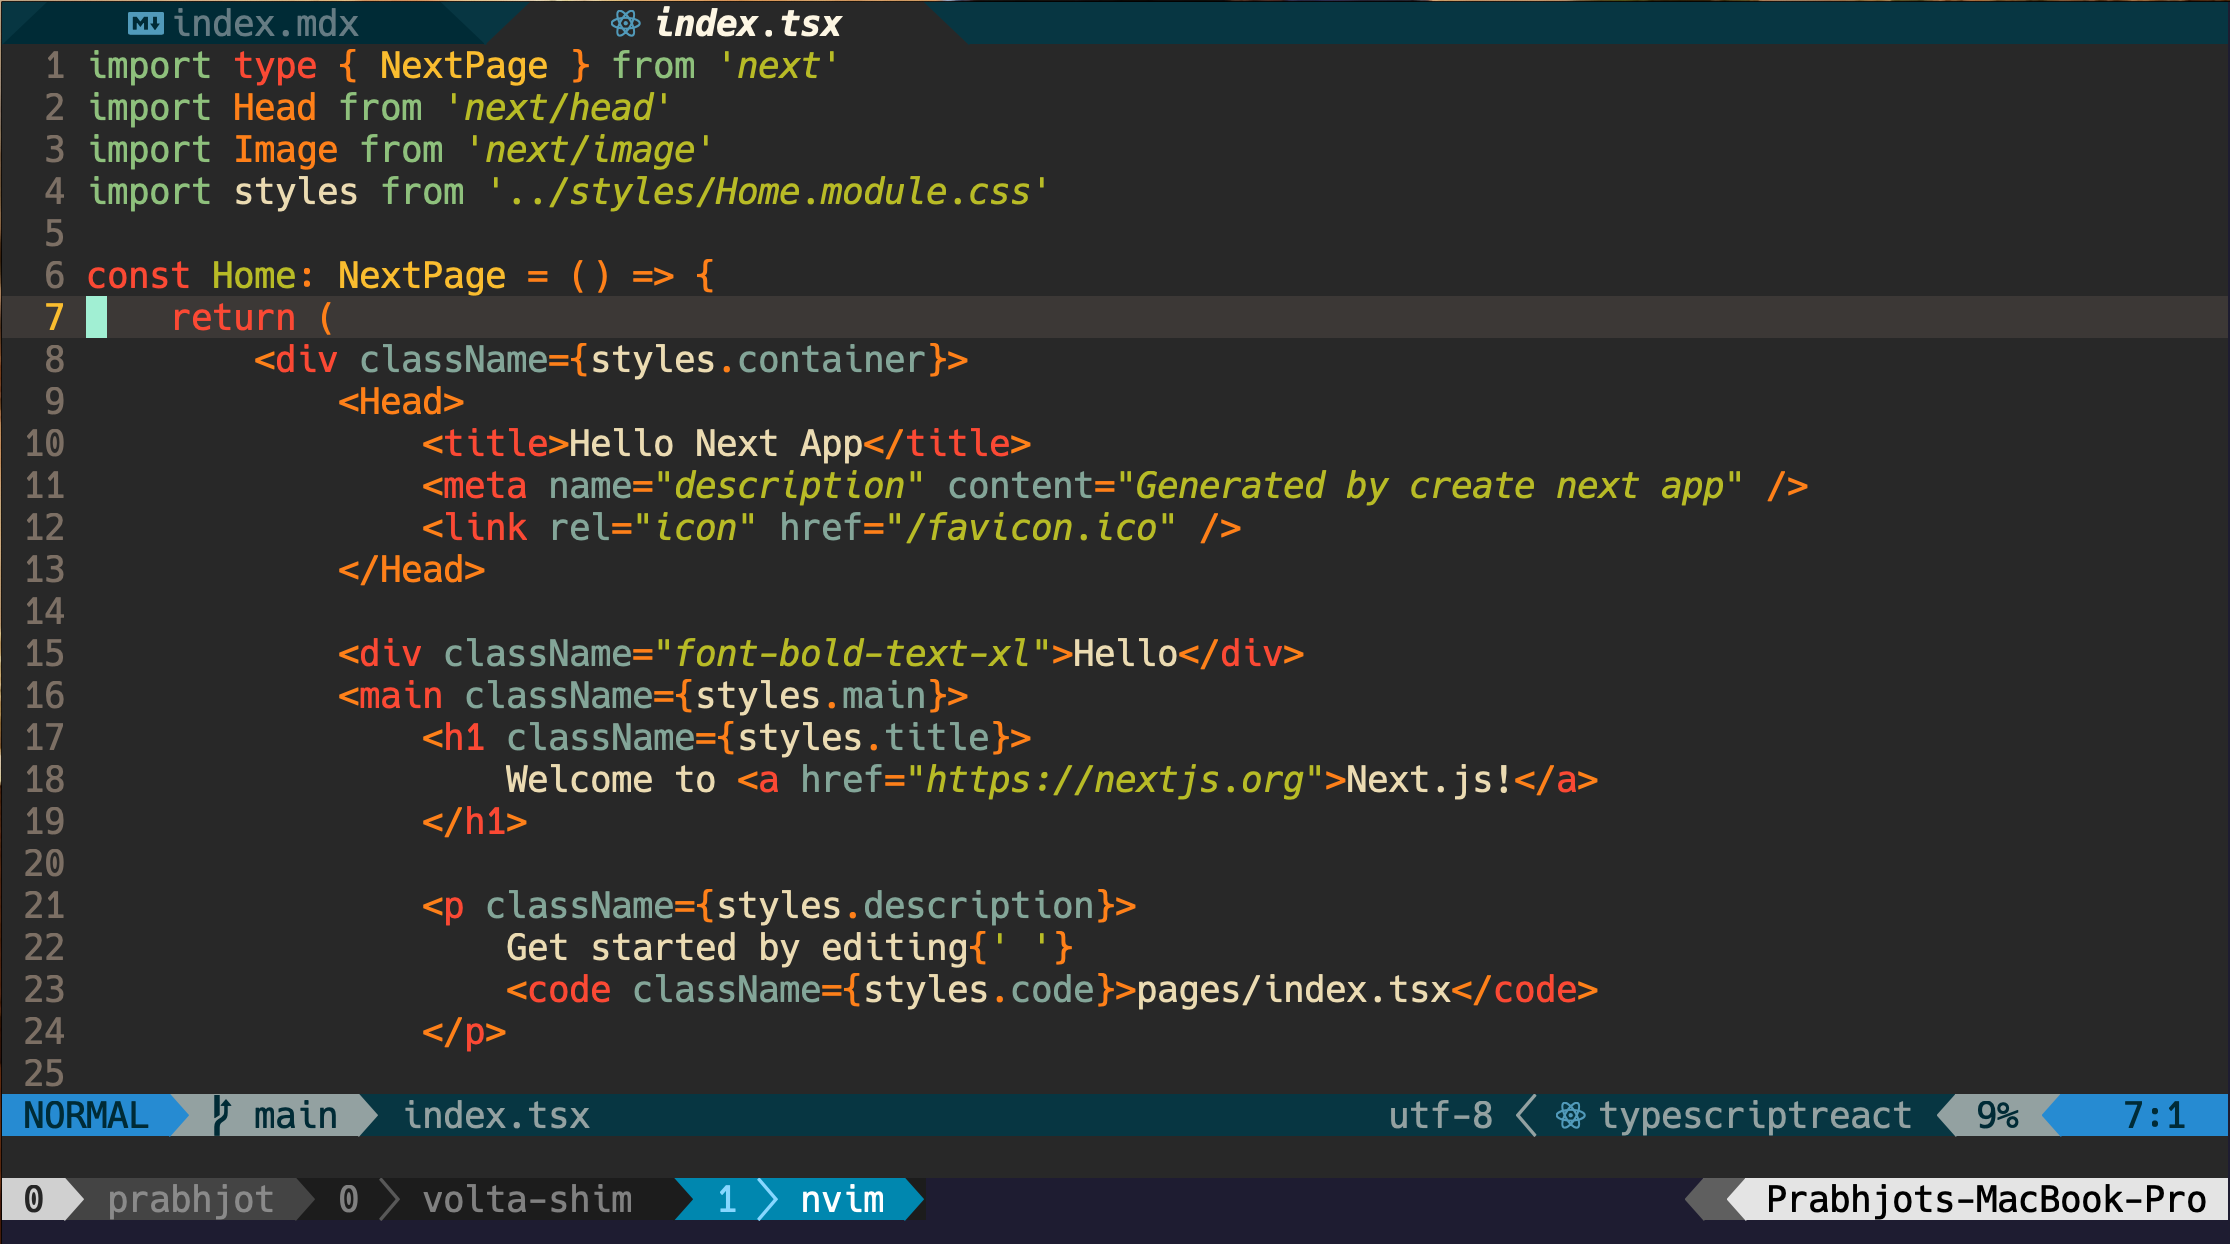 index.mdx index.tsx
1 import type { NextPage } from 'next'
2 import Head from 'next/head'
3 import Image from 'next/image'
4 import styles from '../styles/Home.module.css'
5
6 const Home: NextPage = () => {
7     return (
8         <div className={styles.container}>
9             <Head>
10                 <title>Hello Next App</title>
11                 <meta name="description" content="Generated by create next app" />
12                 <link rel="icon" href="/favicon.ico" />
13             </Head>
14
15             <div className="font-bold-text-xl">Hello</div>
16             <main className={styles.main}>
17                 <h1 className={styles.title}>
18                     Welcome to <a href="https://nextjs.org">Next.js!</a>
19                 </h1>
20
21                 <p className={styles.description}>
22                     Get started by editing{' '}
23                     <code className={styles.code}>pages/index.tsx</code>
24                 </p>
25
NORMAL main index.tsx utf-8 typescriptreact 9% 7:1
0 prabhjot 0 volta-shim 1 nvim Prabhjots-MacBook-Pro